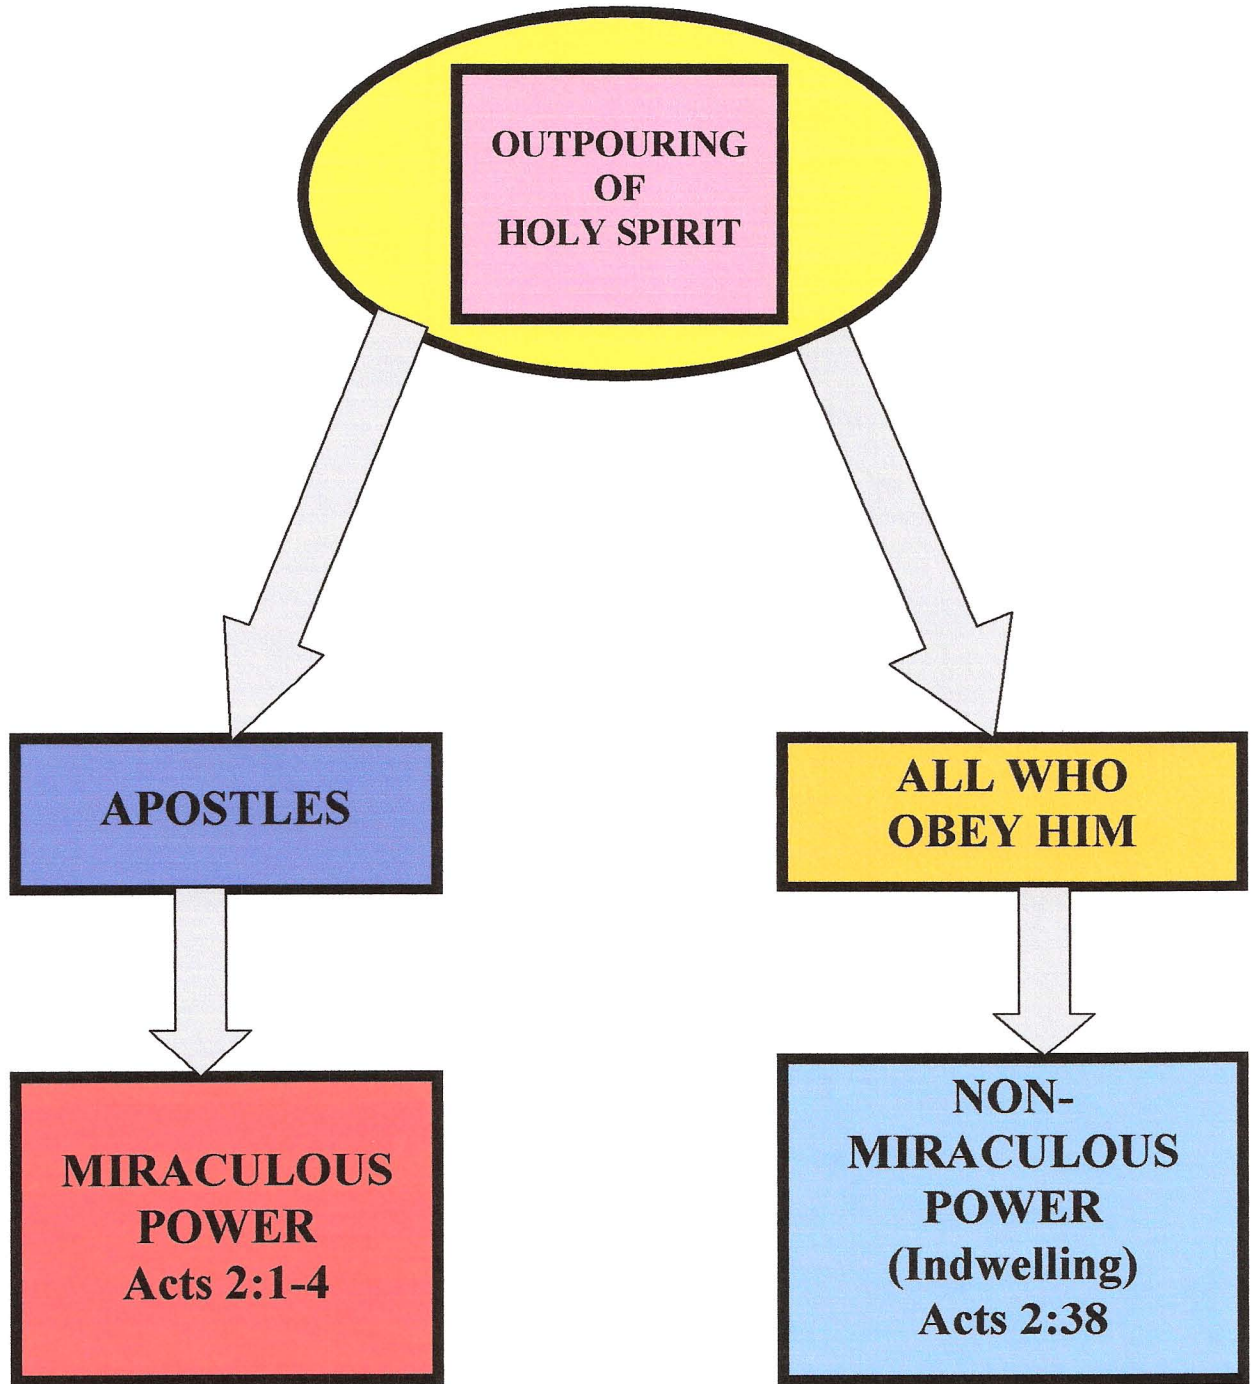 OUTPOURING
OF
HOLY SPIRIT
APOSTLES
ALL WHO
OBEY HIM
MIRACULOUS
POWER
Acts 2:1-4
NON-
MIRACULOUS
POWER
(Indwelling)
Acts 2:38